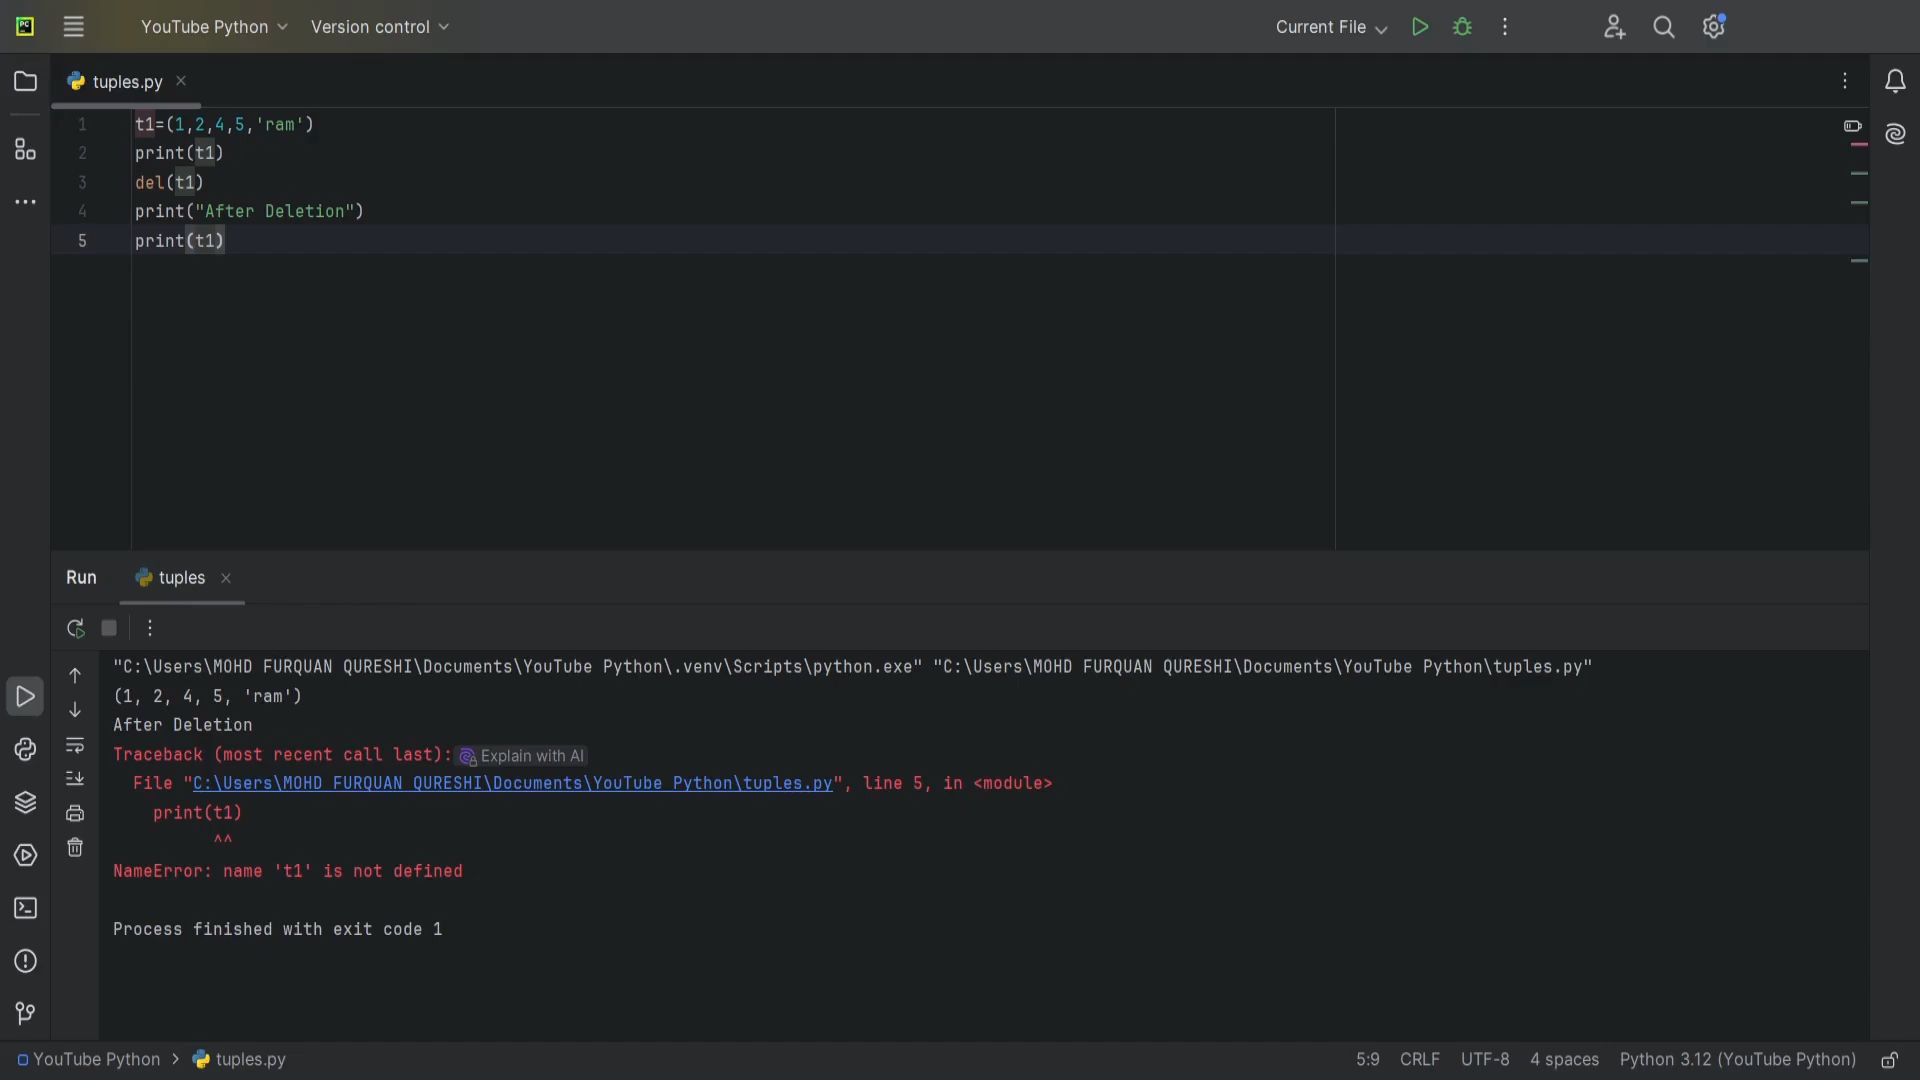 YouTube Python
Version control
Current File
tuples.py
1 t1=(1,2,4,5,'ram')
2 print(t1)
3 del(t1)
4 print("After Deletion")
5 print(t1)
Run tuples
"C:\Users\MOHD FURQUAN QURESHI\Documents\YouTube Python\.venv\Scripts\python.exe" "C:\Users\MOHD FURQUAN QURESHI\Documents\YouTube Python\tuples.py"
(1, 2, 4, 5, 'ram')
After Deletion
Traceback (most recent call last): Explain with AI
File "C:\Users\MOHD FURQUAN QURESHI\Documents\YouTube Python\tuples.py", line 5, in <module>
print(t1)
^^
NameError: name 't1' is not defined
Process finished with exit code 1
YouTube Python > tuples.py
5:9 CRLF UTF-8 4 spaces Python 3.12 (YouTube Python)